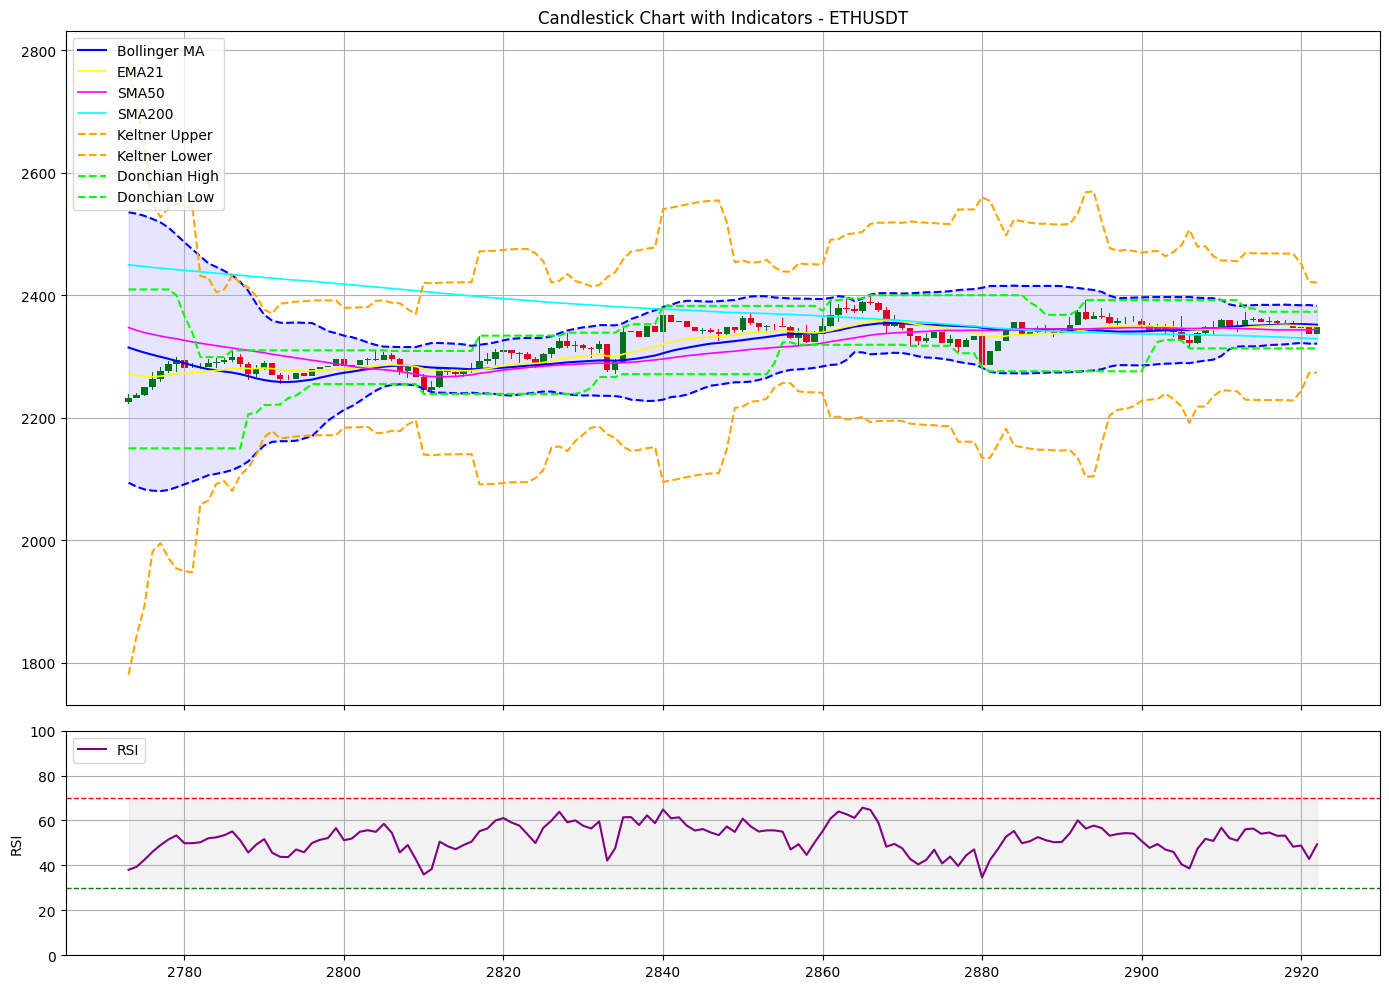 Candlestick Chart with Indicators - ETHUSDT
2800
2600
2400
2200
2000
1800
Bollinger MA
EMA21
SMA50
SMA200
Keltner Upper
Keltner Lower
Donchian High
Donchian Low
RSI
100
80
60
40
20
0
RSI
2780 2800 2820 2840 2860 2880 2900 2920